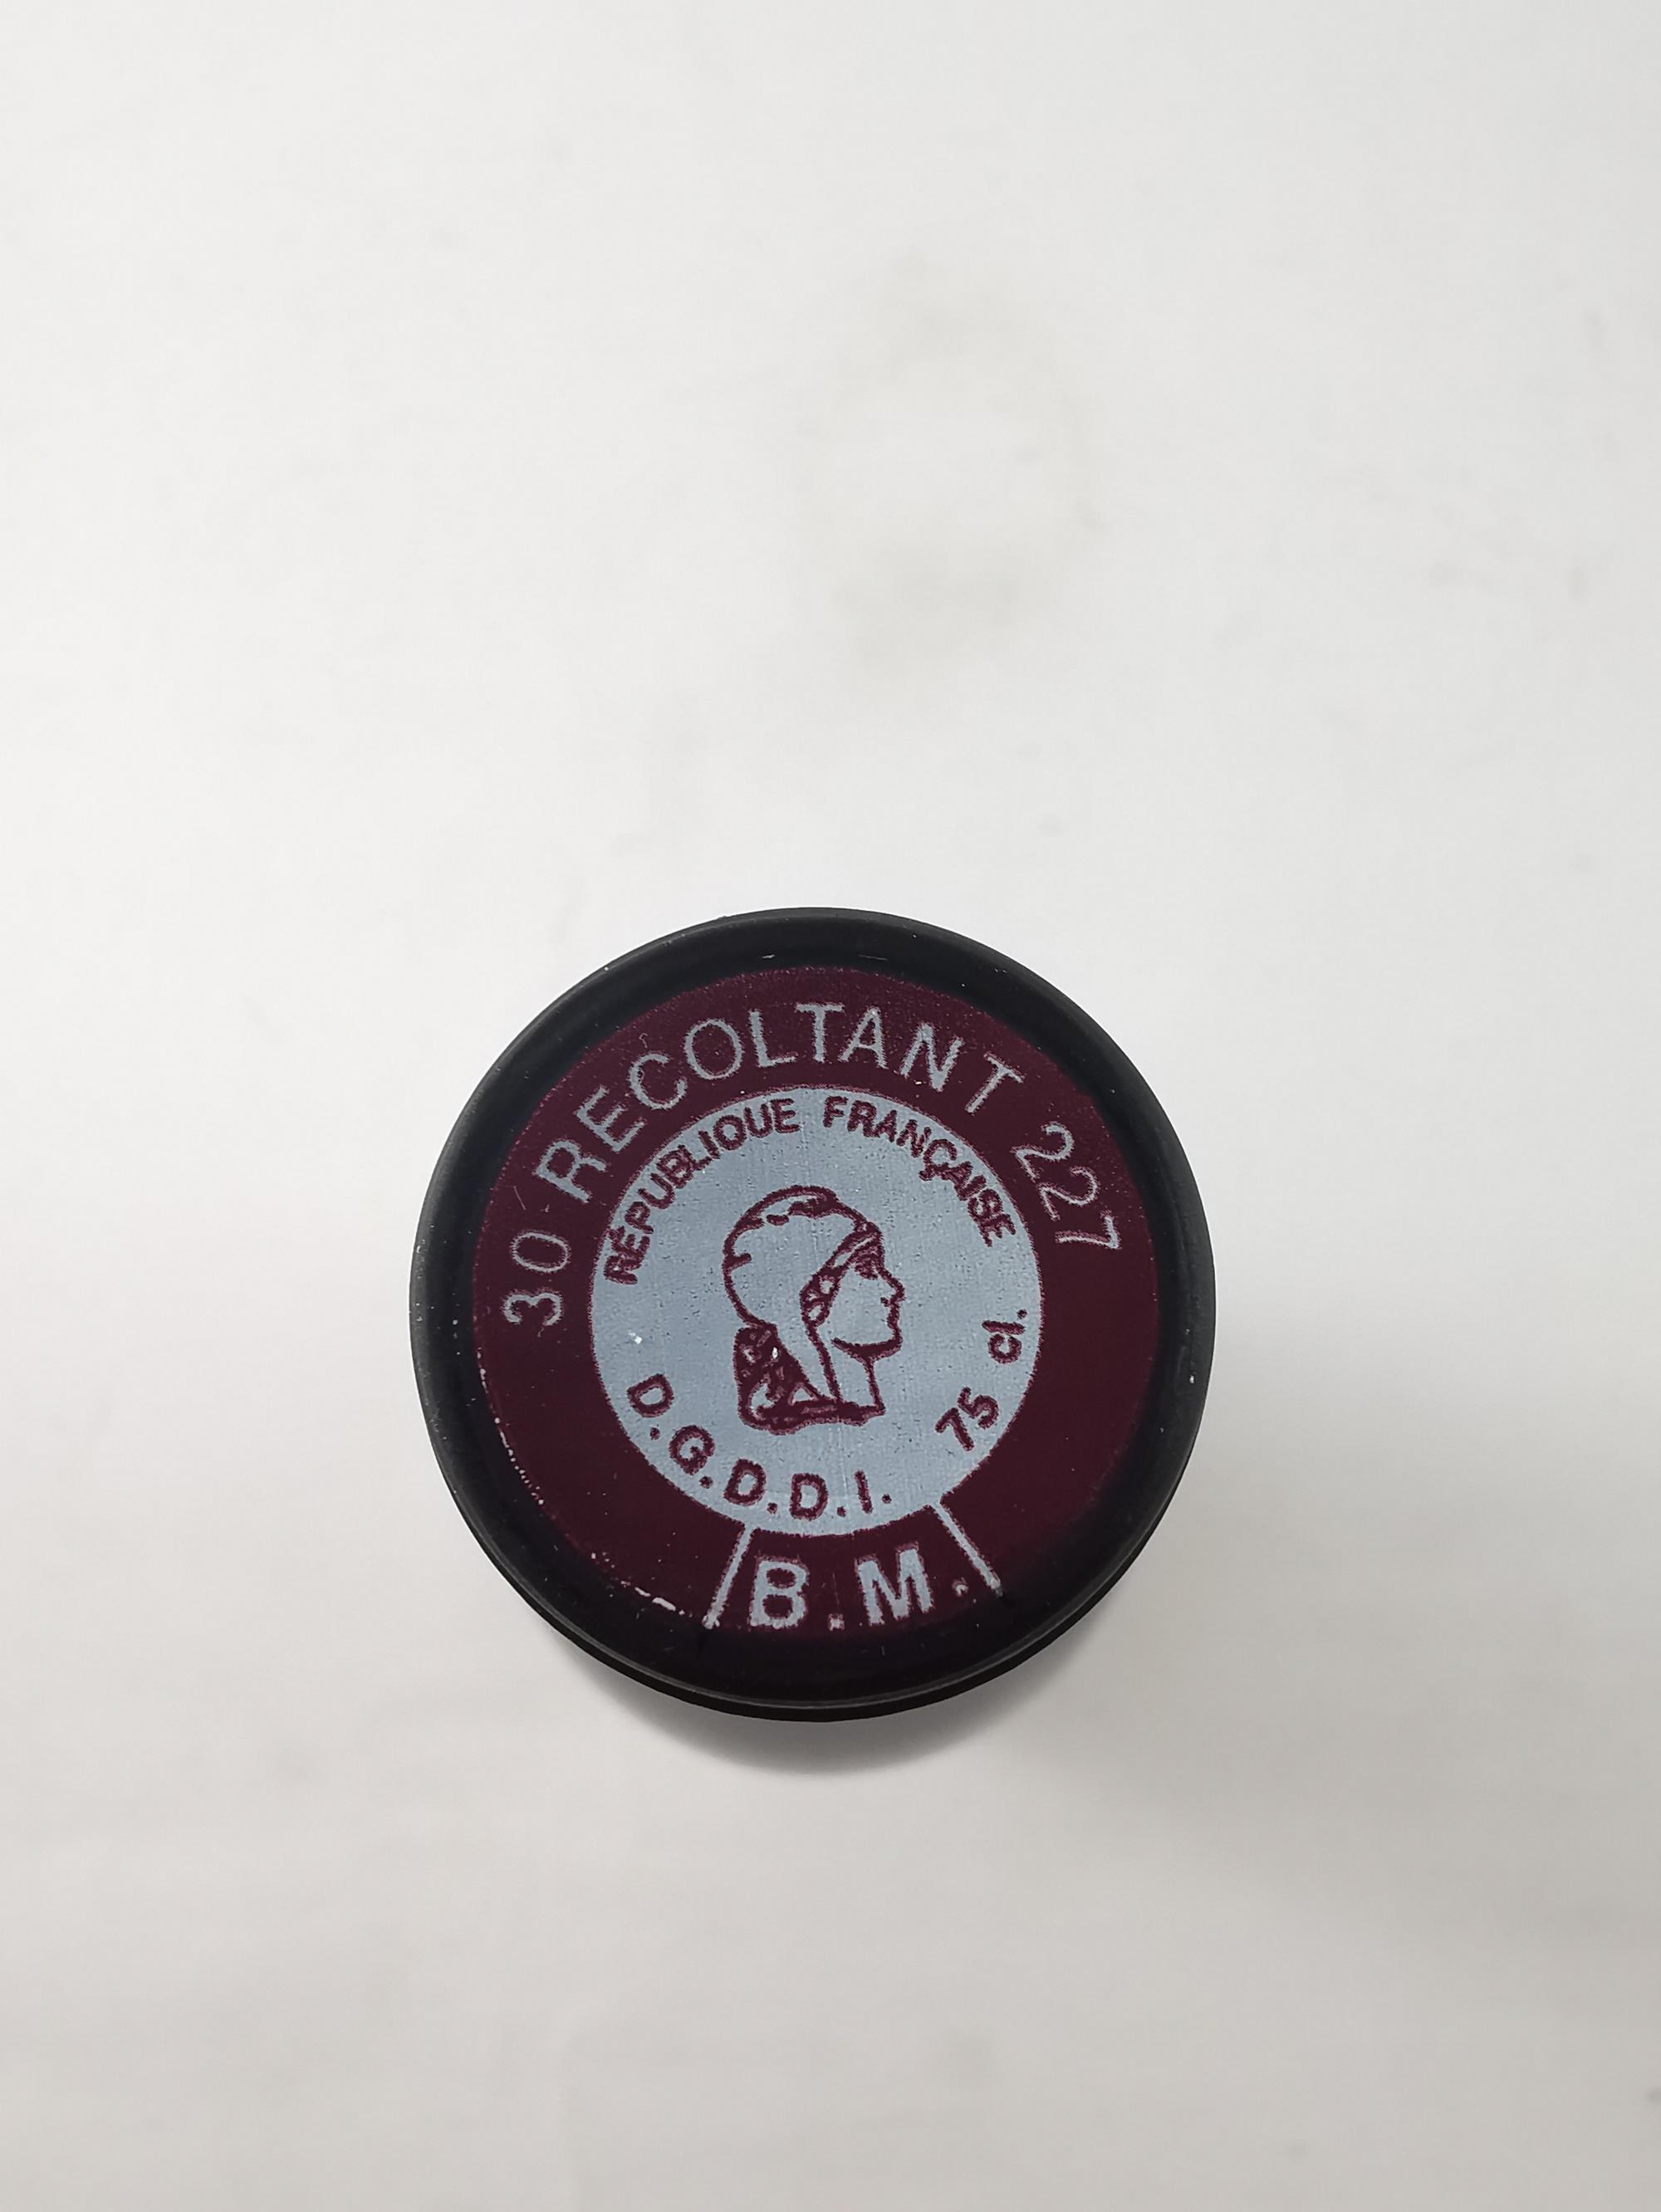 30 RECOLTANT 227
RÉPUBLIQUE FRANÇAISE
75 cl.
D.G.D.D.I.
B.M.